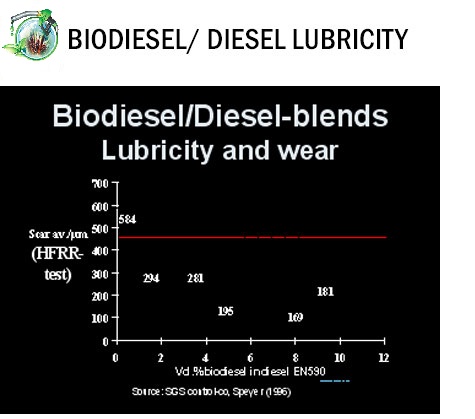 BIODIESEL/ DIESEL LUBRICITY
Biodiesel/Diesel-blends
Lubricity and wear
700
600
584
500
Scar av./µm
(HFRR-
test)
400
300
294
281
200
195
169
181
100
0
0 2 4 6 8 10 12
Vol.%biodiesel in diesel EN590
Source: SGS control-co, Speyer (1996)